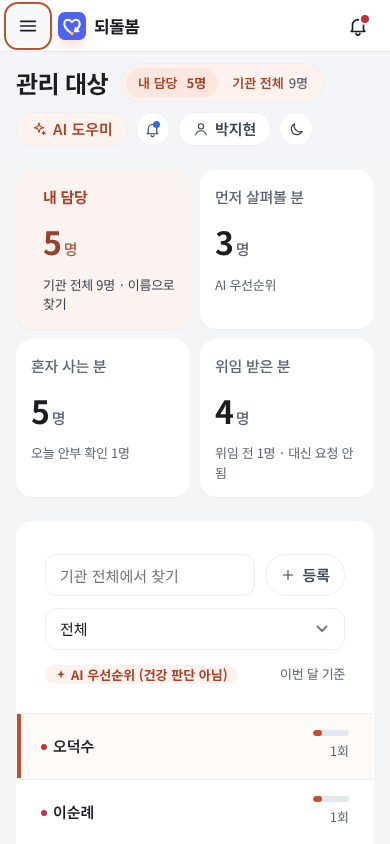 되돌봄
관리 대상
내 담당 5명 기관 전체 9명
AI 도우미
박지현
내 담당
5명
기관 전체 9명 · 이름으로
찾기
먼저 살펴볼 분
3명
AI 우선순위
혼자 사는 분
5명
오늘 안부 확인 1명
위임 받은 분
4명
위임 전 1명 · 대신 요청 안
됨
기관 전체에서 찾기
등록
전체
AI 우선순위 (건강 판단 아님)
이번 달 기준
오덕수
1회
이순례
1회